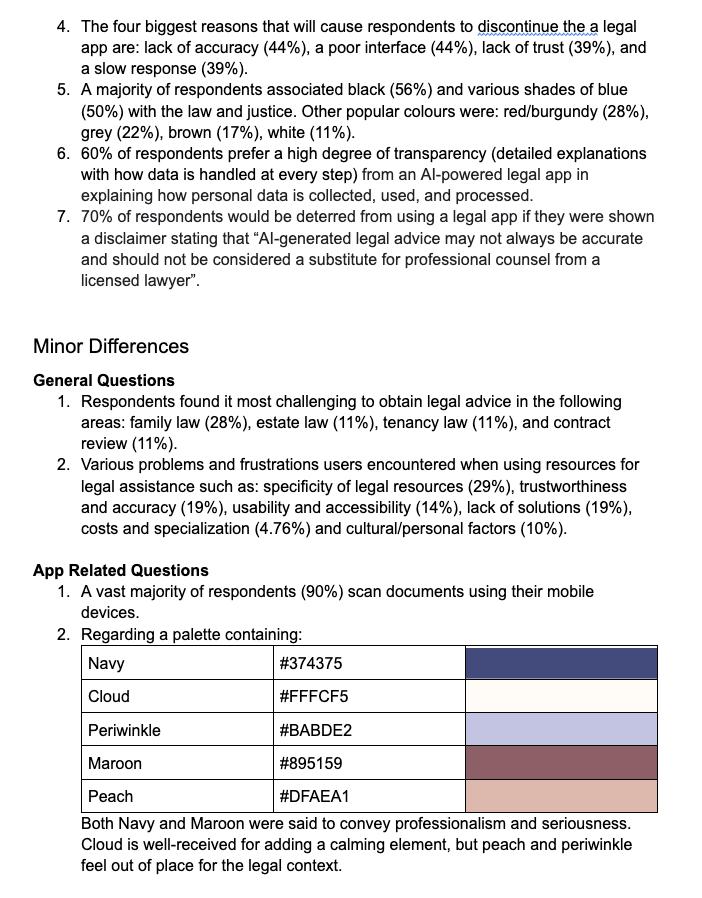 4. The four biggest reasons that will cause respondents to discontinue the a legal
app are: lack of accuracy (44%), a poor interface (44%), lack of trust (39%), and
a slow response (39%).
5. A majority of respondents associated black (56%) and various shades of blue
(50%) with the law and justice. Other popular colours were: red/burgundy (28%),
grey (22%), brown (17%), white (11%).
6. 60% of respondents prefer a high degree of transparency (detailed explanations
with how data is handled at every step) from an AI-powered legal app in
explaining how personal data is collected, used, and processed.
7. 70% of respondents would be deterred from using a legal app if they were shown
a disclaimer stating that “AI-generated legal advice may not always be accurate
and should not be considered a substitute for professional counsel from a
licensed lawyer”.
Minor Differences
General Questions
1. Respondents found it most challenging to obtain legal advice in the following
areas: family law (28%), estate law (11%), tenancy law (11%), and contract
review (11%).
2. Various problems and frustrations users encountered when using resources for
legal assistance such as: specificity of legal resources (29%), trustworthiness
and accuracy (19%), usability and accessibility (14%), lack of solutions (19%),
costs and specialization (4.76%) and cultural/personal factors (10%).
App Related Questions
1. A vast majority of respondents (90%) scan documents using their mobile
devices.
2. Regarding a palette containing:
Navy #374375
Cloud #FFFCF5
Periwinkle #BABDE2
Maroon #895159
Peach #DFAEA1
Both Navy and Maroon were said to convey professionalism and seriousness.
Cloud is well-received for adding a calming element, but peach and periwinkle
feel out of place for the legal context.